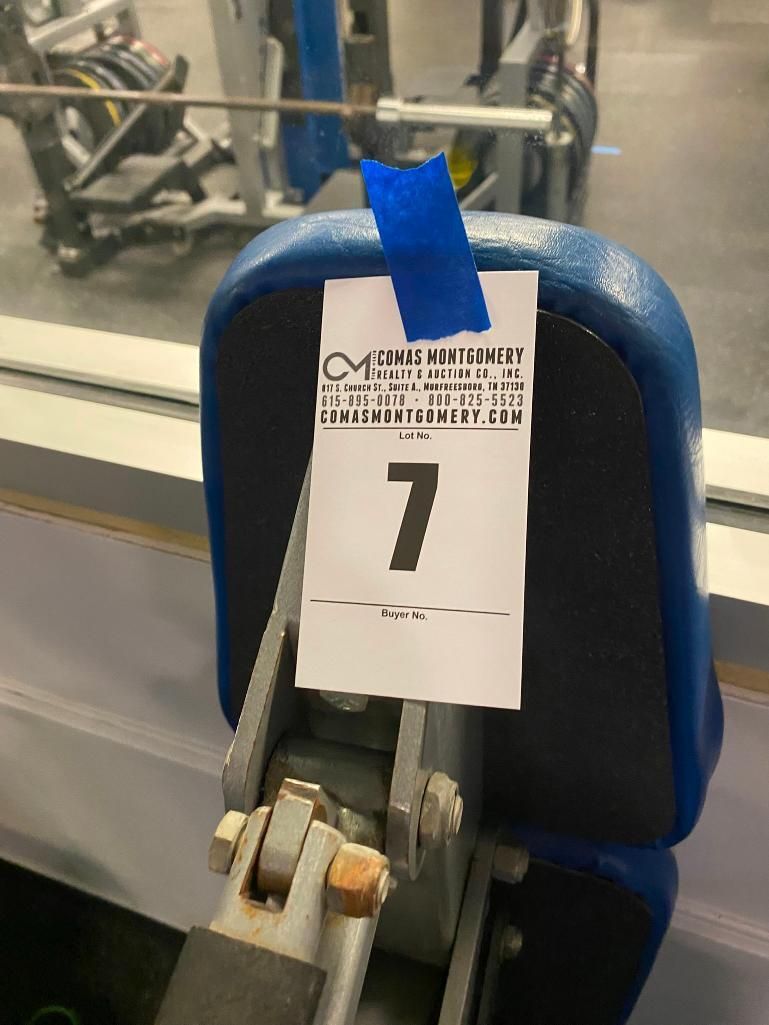 CM
COMAS MONTGOMERY
REALTY & AUCTION CO., INC.
817 S. CHURCH ST., SUITE A., MURFREESBORO, TN 37130
615-895-0078 · 800-825-5523
COMASMONTGOMERY.COM
Lot No.
7
Buyer No.